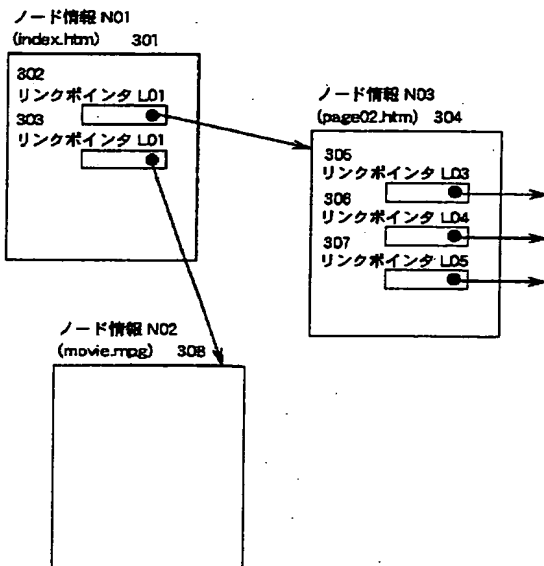 ノード情報 N01
(index.htm) 301
302
リンクポインタ L01
303
リンクポインタ L01
ノード情報 N03
(page02.htm) 304
305
リンクポインタ L03
306
リンクポインタ L04
307
リンクポインタ L05
ノード情報 N02
(movie.mpg) 308